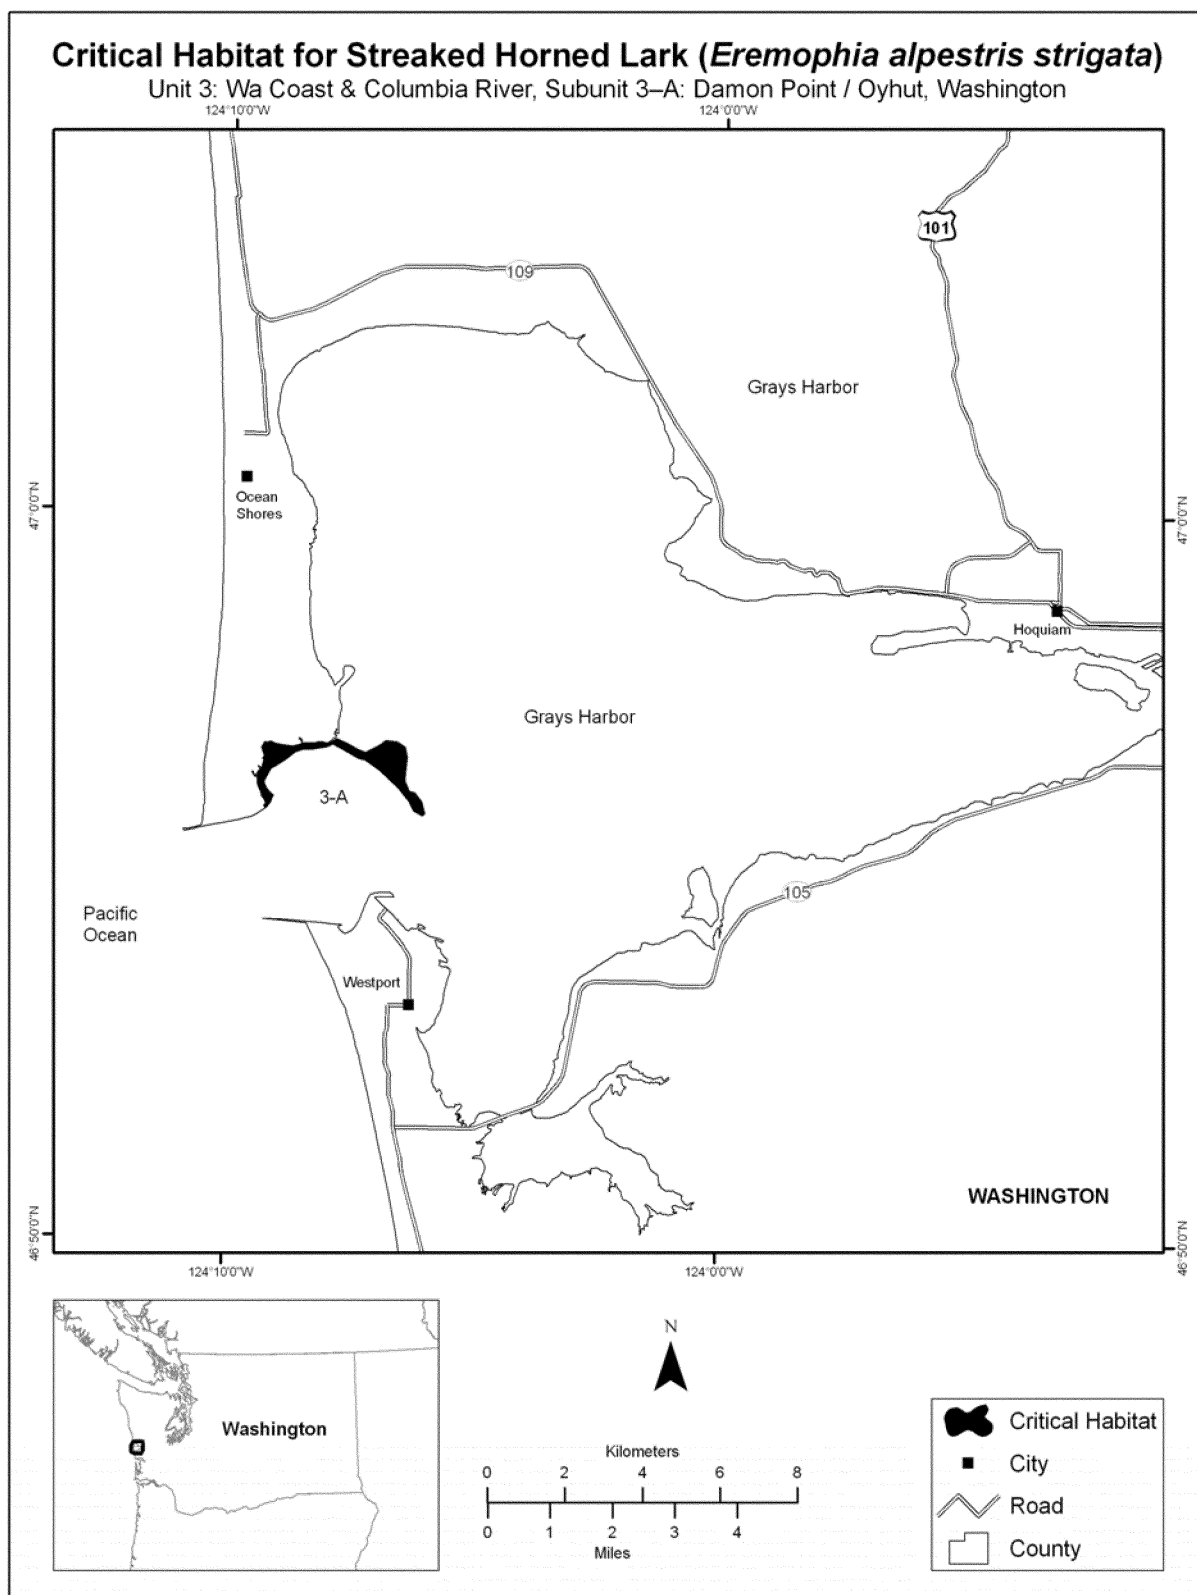 Critical Habitat for Streaked Horned Lark (Eremophia alpestris strigata)
Unit 3: Wa Coast & Columbia River, Subunit 3–A: Damon Point / Oyhut, Washington
124°10'0"W
124°0'0"W
101
109
Grays Harbor
Ocean
Shores
47°0'0"N
47°0'0"N
Hoquiam
Grays Harbor
3-A
105
Pacific
Ocean
Westport
WASHINGTON
46°50'0"N
46°50'0"N
124°10'0"W
124°0'0"W
Washington
N
Kilometers
0 2 4 6 8
0 1 2 3 4
Miles
Critical Habitat
City
Road
County